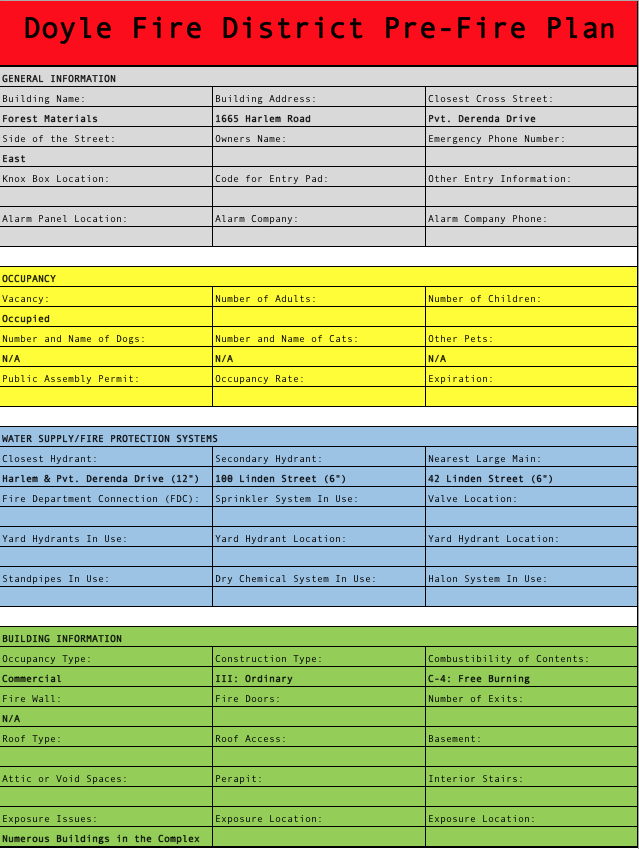 Doyle Fire District Pre-Fire Plan
GENERAL INFORMATION
Building Name: Building Address: Closest Cross Street:
Forest Materials 1665 Harlem Road Pvt. Derenda Drive
Side of the Street: Owners Name: Emergency Phone Number:
East
Knox Box Location: Code for Entry Pad: Other Entry Information:
Alarm Panel Location: Alarm Company: Alarm Company Phone:
OCCUPANCY
Vacancy: Number of Adults: Number of Children:
Occupied
Number and Name of Dogs: Number and Name of Cats: Other Pets:
N/A N/A N/A
Public Assembly Permit: Occupancy Rate: Expiration:
WATER SUPPLY/FIRE PROTECTION SYSTEMS
Closest Hydrant: Secondary Hydrant: Nearest Large Main:
Harlem & Pvt. Derenda Drive (12") 100 Linden Street (6") 42 Linden Street (6")
Fire Department Connection (FDC): Sprinkler System In Use: Valve Location:
Yard Hydrants In Use: Yard Hydrant Location: Yard Hydrant Location:
Standpipes In Use: Dry Chemical System In Use: Halon System In Use:
BUILDING INFORMATION
Occupancy Type: Construction Type: Combustibility of Contents:
Commercial III: Ordinary C-4: Free Burning
Fire Wall: Fire Doors: Number of Exits:
N/A
Roof Type: Roof Access: Basement:
Attic or Void Spaces: Perapit: Interior Stairs:
Exposure Issues: Exposure Location: Exposure Location:
Numerous Buildings in the Complex